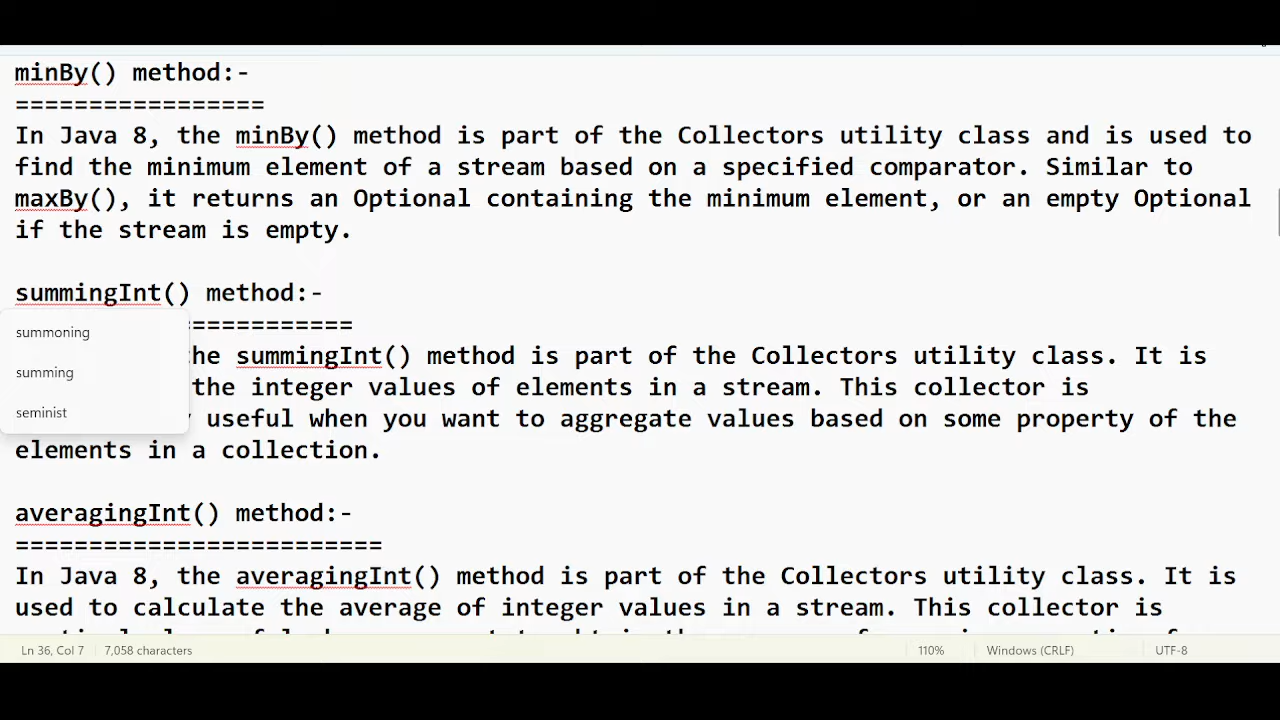 minBy() method:-
=================
In Java 8, the minBy() method is part of the Collectors utility class and is used to
find the minimum element of a stream based on a specified comparator. Similar to
maxBy(), it returns an Optional containing the minimum element, or an empty Optional
if the stream is empty.
summingInt() method:-
===========
summoning
he summingInt() method is part of the Collectors utility class. It is
summing
the integer values of elements in a stream. This collector is
seminist
useful when you want to aggregate values based on some property of the
elements in a collection.
averagingInt() method:-
=========================
In Java 8, the averagingInt() method is part of the Collectors utility class. It is
used to calculate the average of integer values in a stream. This collector is
Ln 36, Col 7 7,058 characters 110% Windows (CRLF) UTF-8